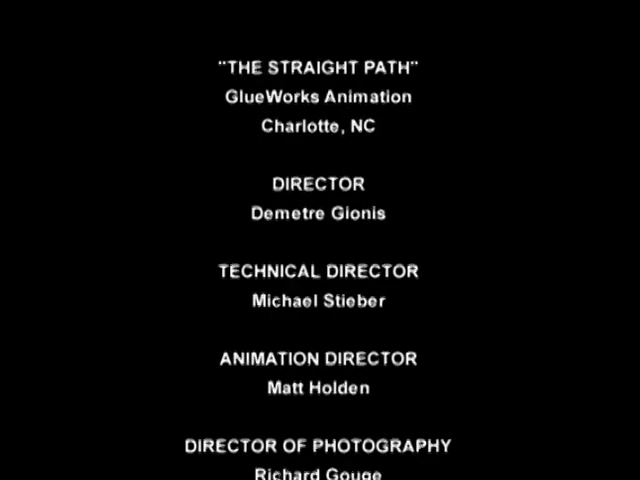 "THE STRAIGHT PATH"
GlueWorks Animation
Charlotte, NC
DIRECTOR
Demetre Gionis
TECHNICAL DIRECTOR
Michael Stieber
ANIMATION DIRECTOR
Matt Holden
DIRECTOR OF PHOTOGRAPHY
Richard Gouge